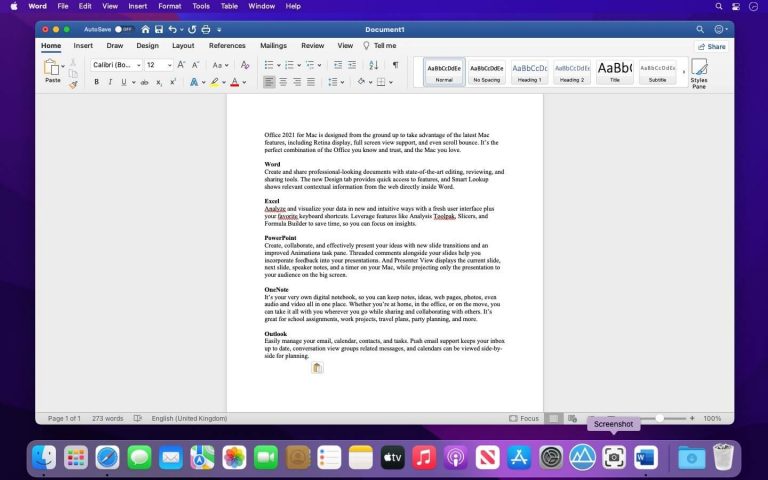 Word File Edit View Insert Format Tools Table Window Help
AutoSave OFF Document1
Home Insert Draw Design Layout References Mailings Review View Tell me Share
Paste Calibri (Bo... 12 A A Aa A
AaBbCcDdEe AaBbCcDdEe AaBbCcDc AaBbCcDdEe AaBb( AaBbCcDdEe
Normal No Spacing Heading 1 Heading 2 Title Subtitle Styles
Pane
B I U ab x x A A
Office 2021 for Mac is designed from the ground up to take advantage of the latest Mac
features, including Retina display, full screen view support, and even scroll bounce. It's the
perfect combination of the Office you know and trust, and the Mac you love.
Word
Create and share professional-looking documents with state-of-the-art editing, reviewing, and
sharing tools. The new Design tab provides quick access to features, and Smart Lookup
shows relevant contextual information from the web directly inside Word.
Excel
Analyze and visualize your data in new and intuitive ways with a fresh user interface plus
your favorite keyboard shortcuts. Leverage features like Analysis Toolpak, Slicers, and
Formula Builder to save time, so you can focus on insights.
PowerPoint
Create, collaborate, and effectively present your ideas with new slide transitions and an
improved Animations task pane. Threaded comments alongside your slides help you
incorporate feedback into your presentations. And Presenter View displays the current slide,
next slide, speaker notes, and a timer on your Mac, while projecting only the presentation to
your audience on the big screen.
OneNote
It's your very own digital notebook, so you can keep notes, ideas, web pages, photos, even
audio and video all in one place. Whether you're at home, in the office, or on the move, you
can take it all with you wherever you go while sharing and collaborating with others. It's
great for school assignments, work projects, travel plans, party planning, and more.
Outlook
Easily manage your email, calendar, contacts, and tasks. Push email support keeps your inbox
up to date, conversation view groups related messages, and calendars can be viewed side-by-
side for planning.
Page 1 of 1 273 words English (United Kingdom) Focus 100%
Screenshot
tv